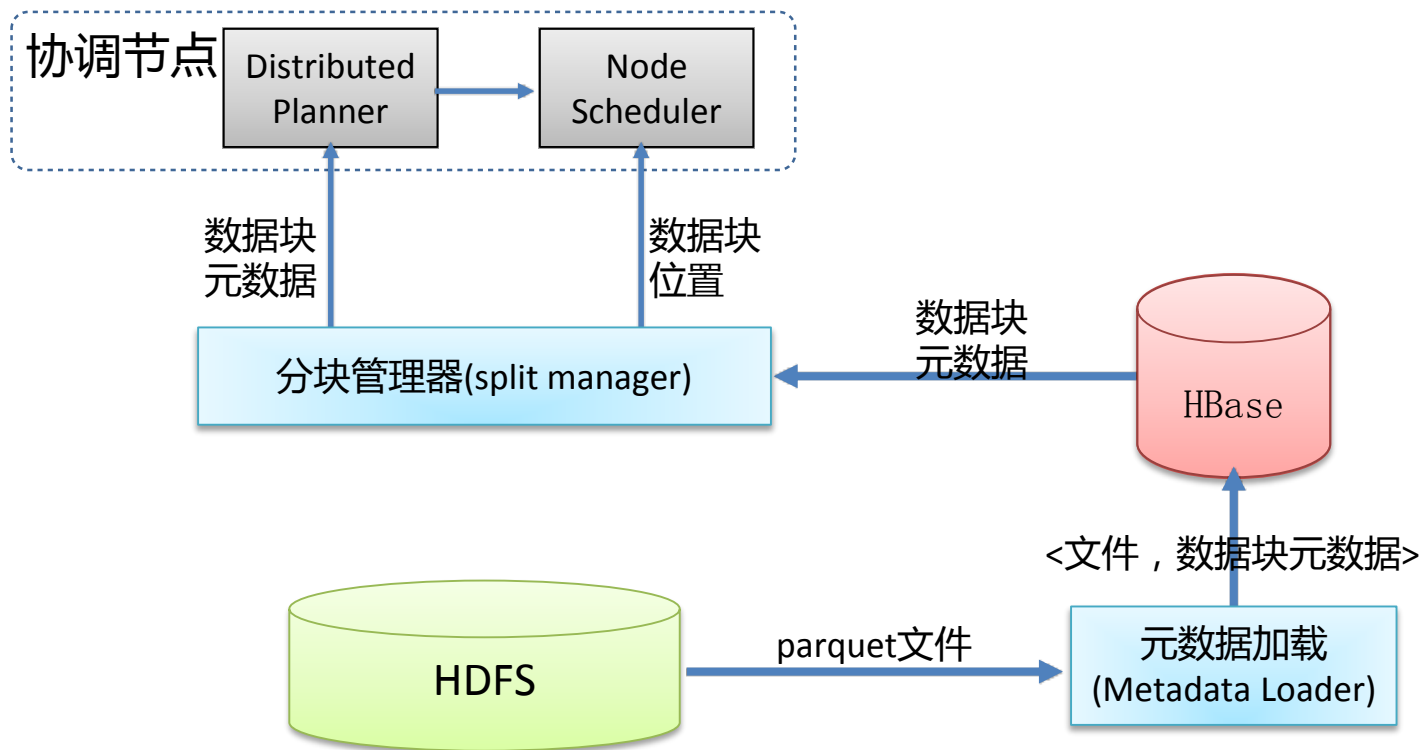 协调节点
Distributed
Planner
Node
Scheduler
数据块
元数据
数据块
位置
数据块
元数据
分块管理器(split manager)
HBase
<文件，数据块元数据>
HDFS
parquet文件
元数据加载
(Metadata Loader)